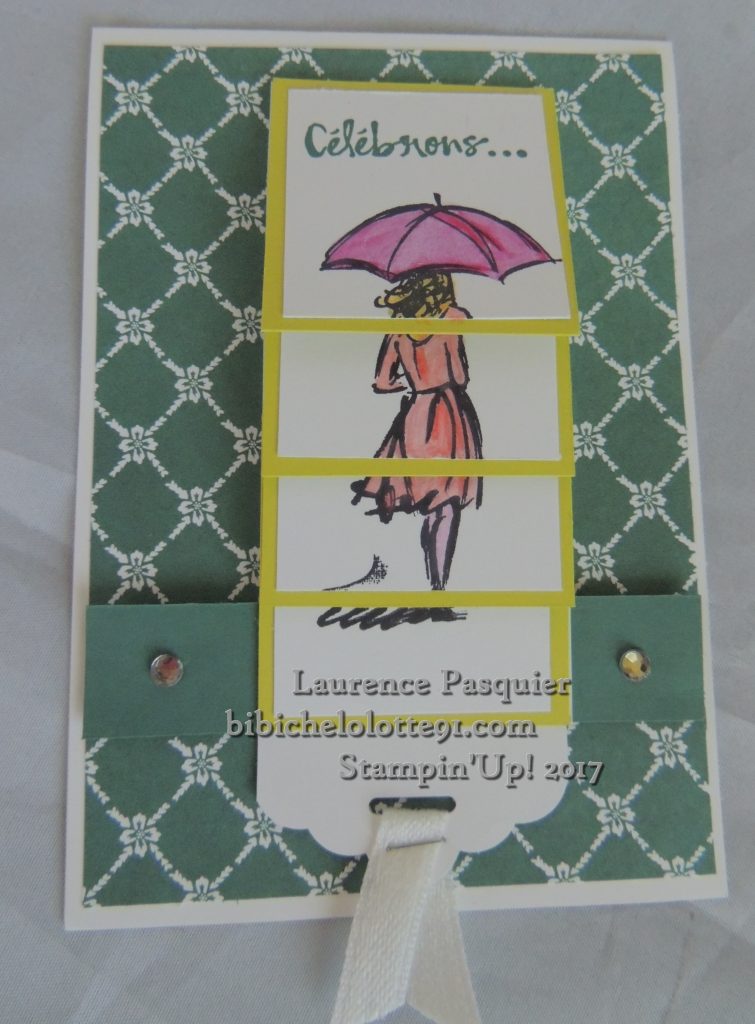 Célébrons...
Laurence Pasquier
bibichelolotte91.com
Stampin'Up! 2017